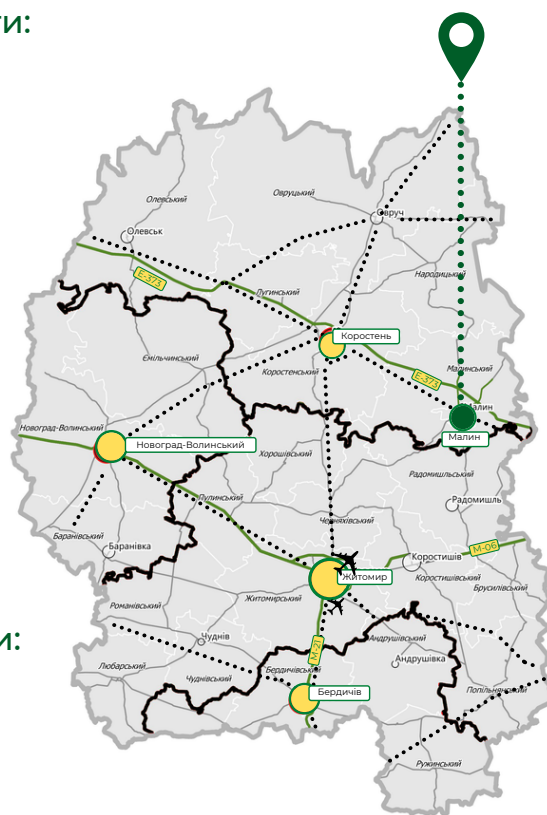 ти:
Олевський
Овруцький
Овруч
Олевськ
Народицький
E-373
Лугинський
Коростень
Ємільчинський
Коростенський
Малинський
E-373
Малин
Малин
Новоград-Волинський
Новоград-Волинський
Хорошівський
Радомишльський
Пулинський
Радомишль
Черняхівський
Баранівський
Баранівка
М-06
Коростишів
Житомир
Коростишівський
Брусилівський
Романівський
Житомирський
и:
Чуднів
М-21
Андрушівський
Любарський
Чуднівський
Бердичівський
Андрушівка
Попільнянський
Бердичів
Ружинський